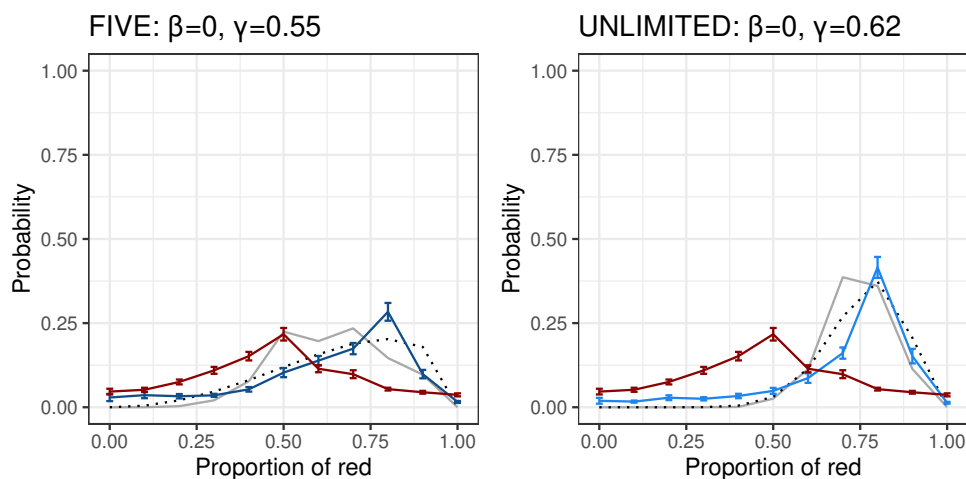 FIVE: β=0, γ=0.55
1.00
0.75
0.50
0.25
0.00
Probability
0.00 0.25 0.50 0.75 1.00
Proportion of red
UNLIMITED: β=0, γ=0.62
1.00
0.75
0.50
0.25
0.00
Probability
0.00 0.25 0.50 0.75 1.00
Proportion of red